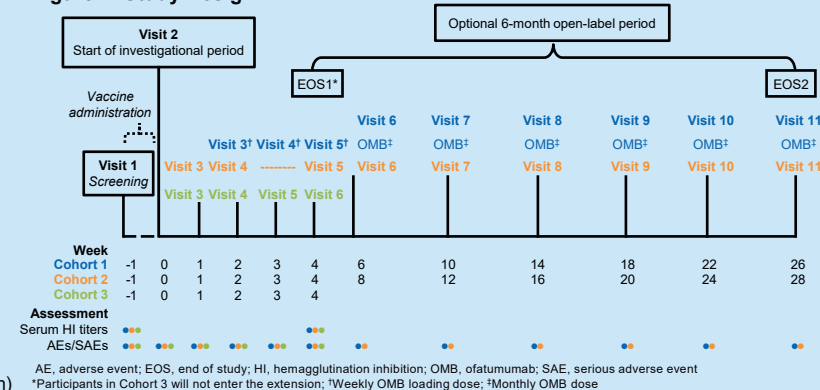 Visit 2
Start of investigational period
Optional 6-month open-label period
EOS1*
EOS2
Vaccine
administration
Visit 1
Screening
Visit 6 Visit 7 Visit 8 Visit 9 Visit 10 Visit 11
Visit 3† Visit 4† Visit 5† OMB‡ OMB‡ OMB‡ OMB‡ OMB‡ OMB‡
Visit 3 Visit 4 -------- Visit 5 Visit 6 Visit 7 Visit 8 Visit 9 Visit 10 Visit 11
Visit 3 Visit 4 Visit 5 Visit 6
Week
Cohort 1 -1 0 1 2 3 4 6 10 14 18 22 26
Cohort 2 -1 0 1 2 3 4 8 12 16 20 24 28
Cohort 3 -1 0 1 2 3 4
Assessment
Serum HI titers
AEs/SAEs
AE, adverse event; EOS, end of study; HI, hemagglutination inhibition; OMB, ofatumumab; SAE, serious adverse event
*Participants in Cohort 3 will not enter the extension; †Weekly OMB loading dose; ‡Monthly OMB dose